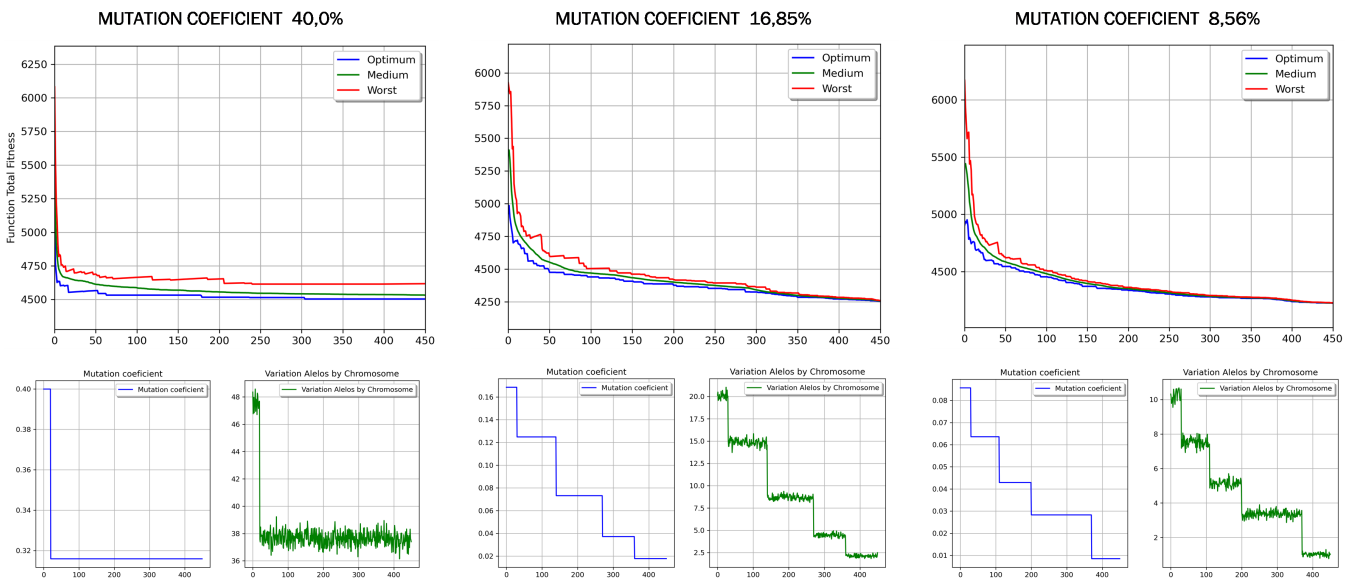 MUTATION COEFICIENT 40,0%
MUTATION COEFICIENT 16,85%
MUTATION COEFICIENT 8,56%
Function Total Fitness
6250
6000
5750
5500
5250
5000
4750
4500
0 50 100 150 200 250 300 350 400 450
Optimum
Medium
Worst
6000
5750
5500
5250
5000
4750
4500
4250
0 50 100 150 200 250 300 350 400 450
Optimum
Medium
Worst
6000
5500
5000
4500
0 50 100 150 200 250 300 350 400 450
Optimum
Medium
Worst
Mutation coeficient
Mutation coeficient
0.40
0.38
0.36
0.34
0.32
0 100 200 300 400
Variation Alelos by Chromosome
Variation Alelos by Chromosome
48
46
44
42
40
39
38
36
0 100 200 300 400
Mutation coeficient
Mutation coeficient
0.16
0.14
0.12
0.10
0.08
0.06
0.04
0.02
0 100 200 300 400
Variation Alelos by Chromosome
Variation Alelos by Chromosome
20.0
17.5
15.0
12.5
10.0
7.5
5.0
2.5
0 100 200 300 400
Mutation coeficient
Mutation coeficient
0.08
0.07
0.06
0.05
0.04
0.03
0.02
0.01
0 100 200 300 400
Variation Alelos by Chromosome
Variation Alelos by Chromosome
10
8
6
4
2
0 100 200 300 400